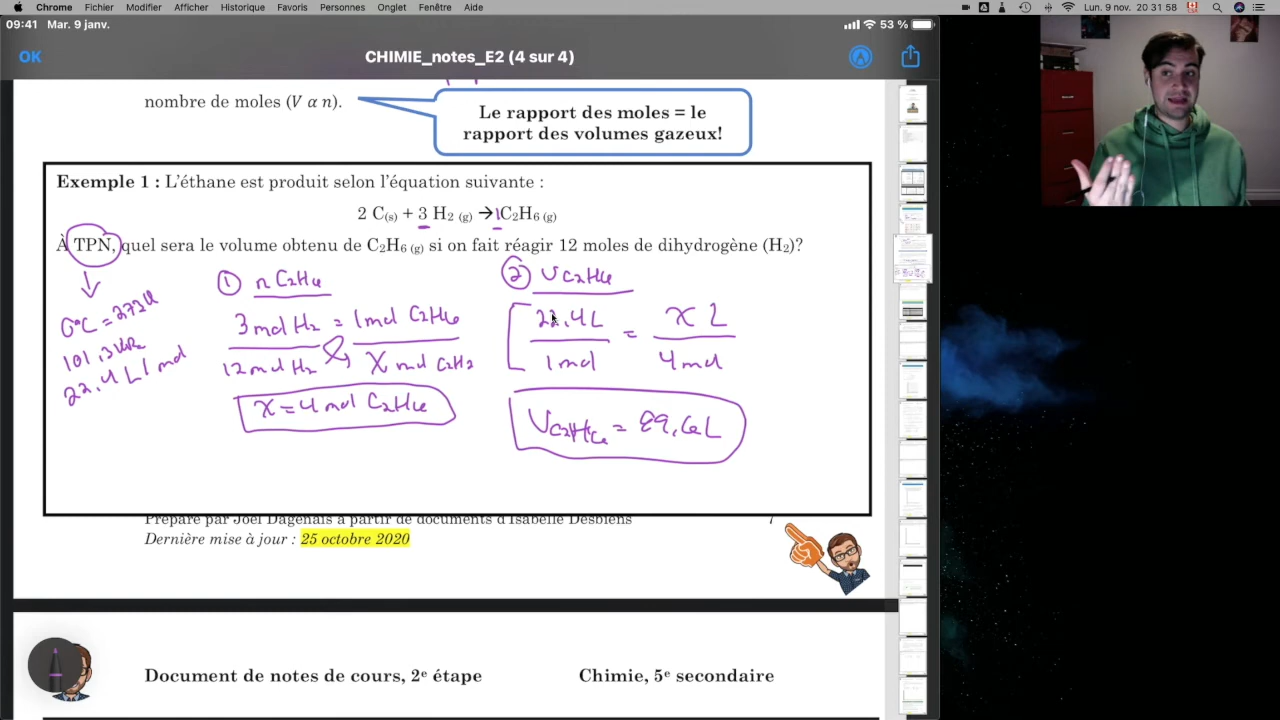 Chrome Fichier Modifier Afficher Historique Favoris Personnes Onglet Fenêtre Aide
Lun. 9 nov. 20 31 58
09:41 Mar. 9 janv.
53 %
OK
CHIMIE_notes_E2 (4 sur 4)
nombre de moles (V α n).
Le rapport des moles = le
rapport des volumes gazeux!
Exemple 1 : L'éthane est produit selon l'équation suivante :
2 C(s) + 3 H2 (g) → 1 C2H6 (g)
À TPN, quel sera le volume obtenu de C2H6 (g) si on fait réagir 12 moles de dihydrogène (H2)?
0°C = 273K
101.3 kPa
22.4 L 1 mol
n C2H6
3 mol H2 = 1 mol C2H6
12 mol H2 X mol C2H6
x = 4 mol C2H6
2 V C2H6
22.4 L = x L
1 mol 4 mol
V C2H6 = 89,6 L
Préparé par Joël Dagenais à partir de documents d'Isabelle Desbiens
7
Dernière mise à jour : 25 octobre 2020
Document de notes de cours, 2e étape
Chimie, 5e secondaire